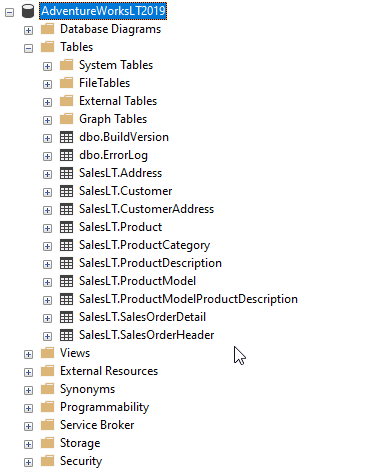 AdventureWorksLT2019
Database Diagrams
Tables
System Tables
FileTables
External Tables
Graph Tables
dbo.BuildVersion
dbo.ErrorLog
SalesLT.Address
SalesLT.Customer
SalesLT.CustomerAddress
SalesLT.Product
SalesLT.ProductCategory
SalesLT.ProductDescription
SalesLT.ProductModel
SalesLT.ProductModelProductDescription
SalesLT.SalesOrderDetail
SalesLT.SalesOrderHeader
Views
External Resources
Synonyms
Programmability
Service Broker
Storage
Security